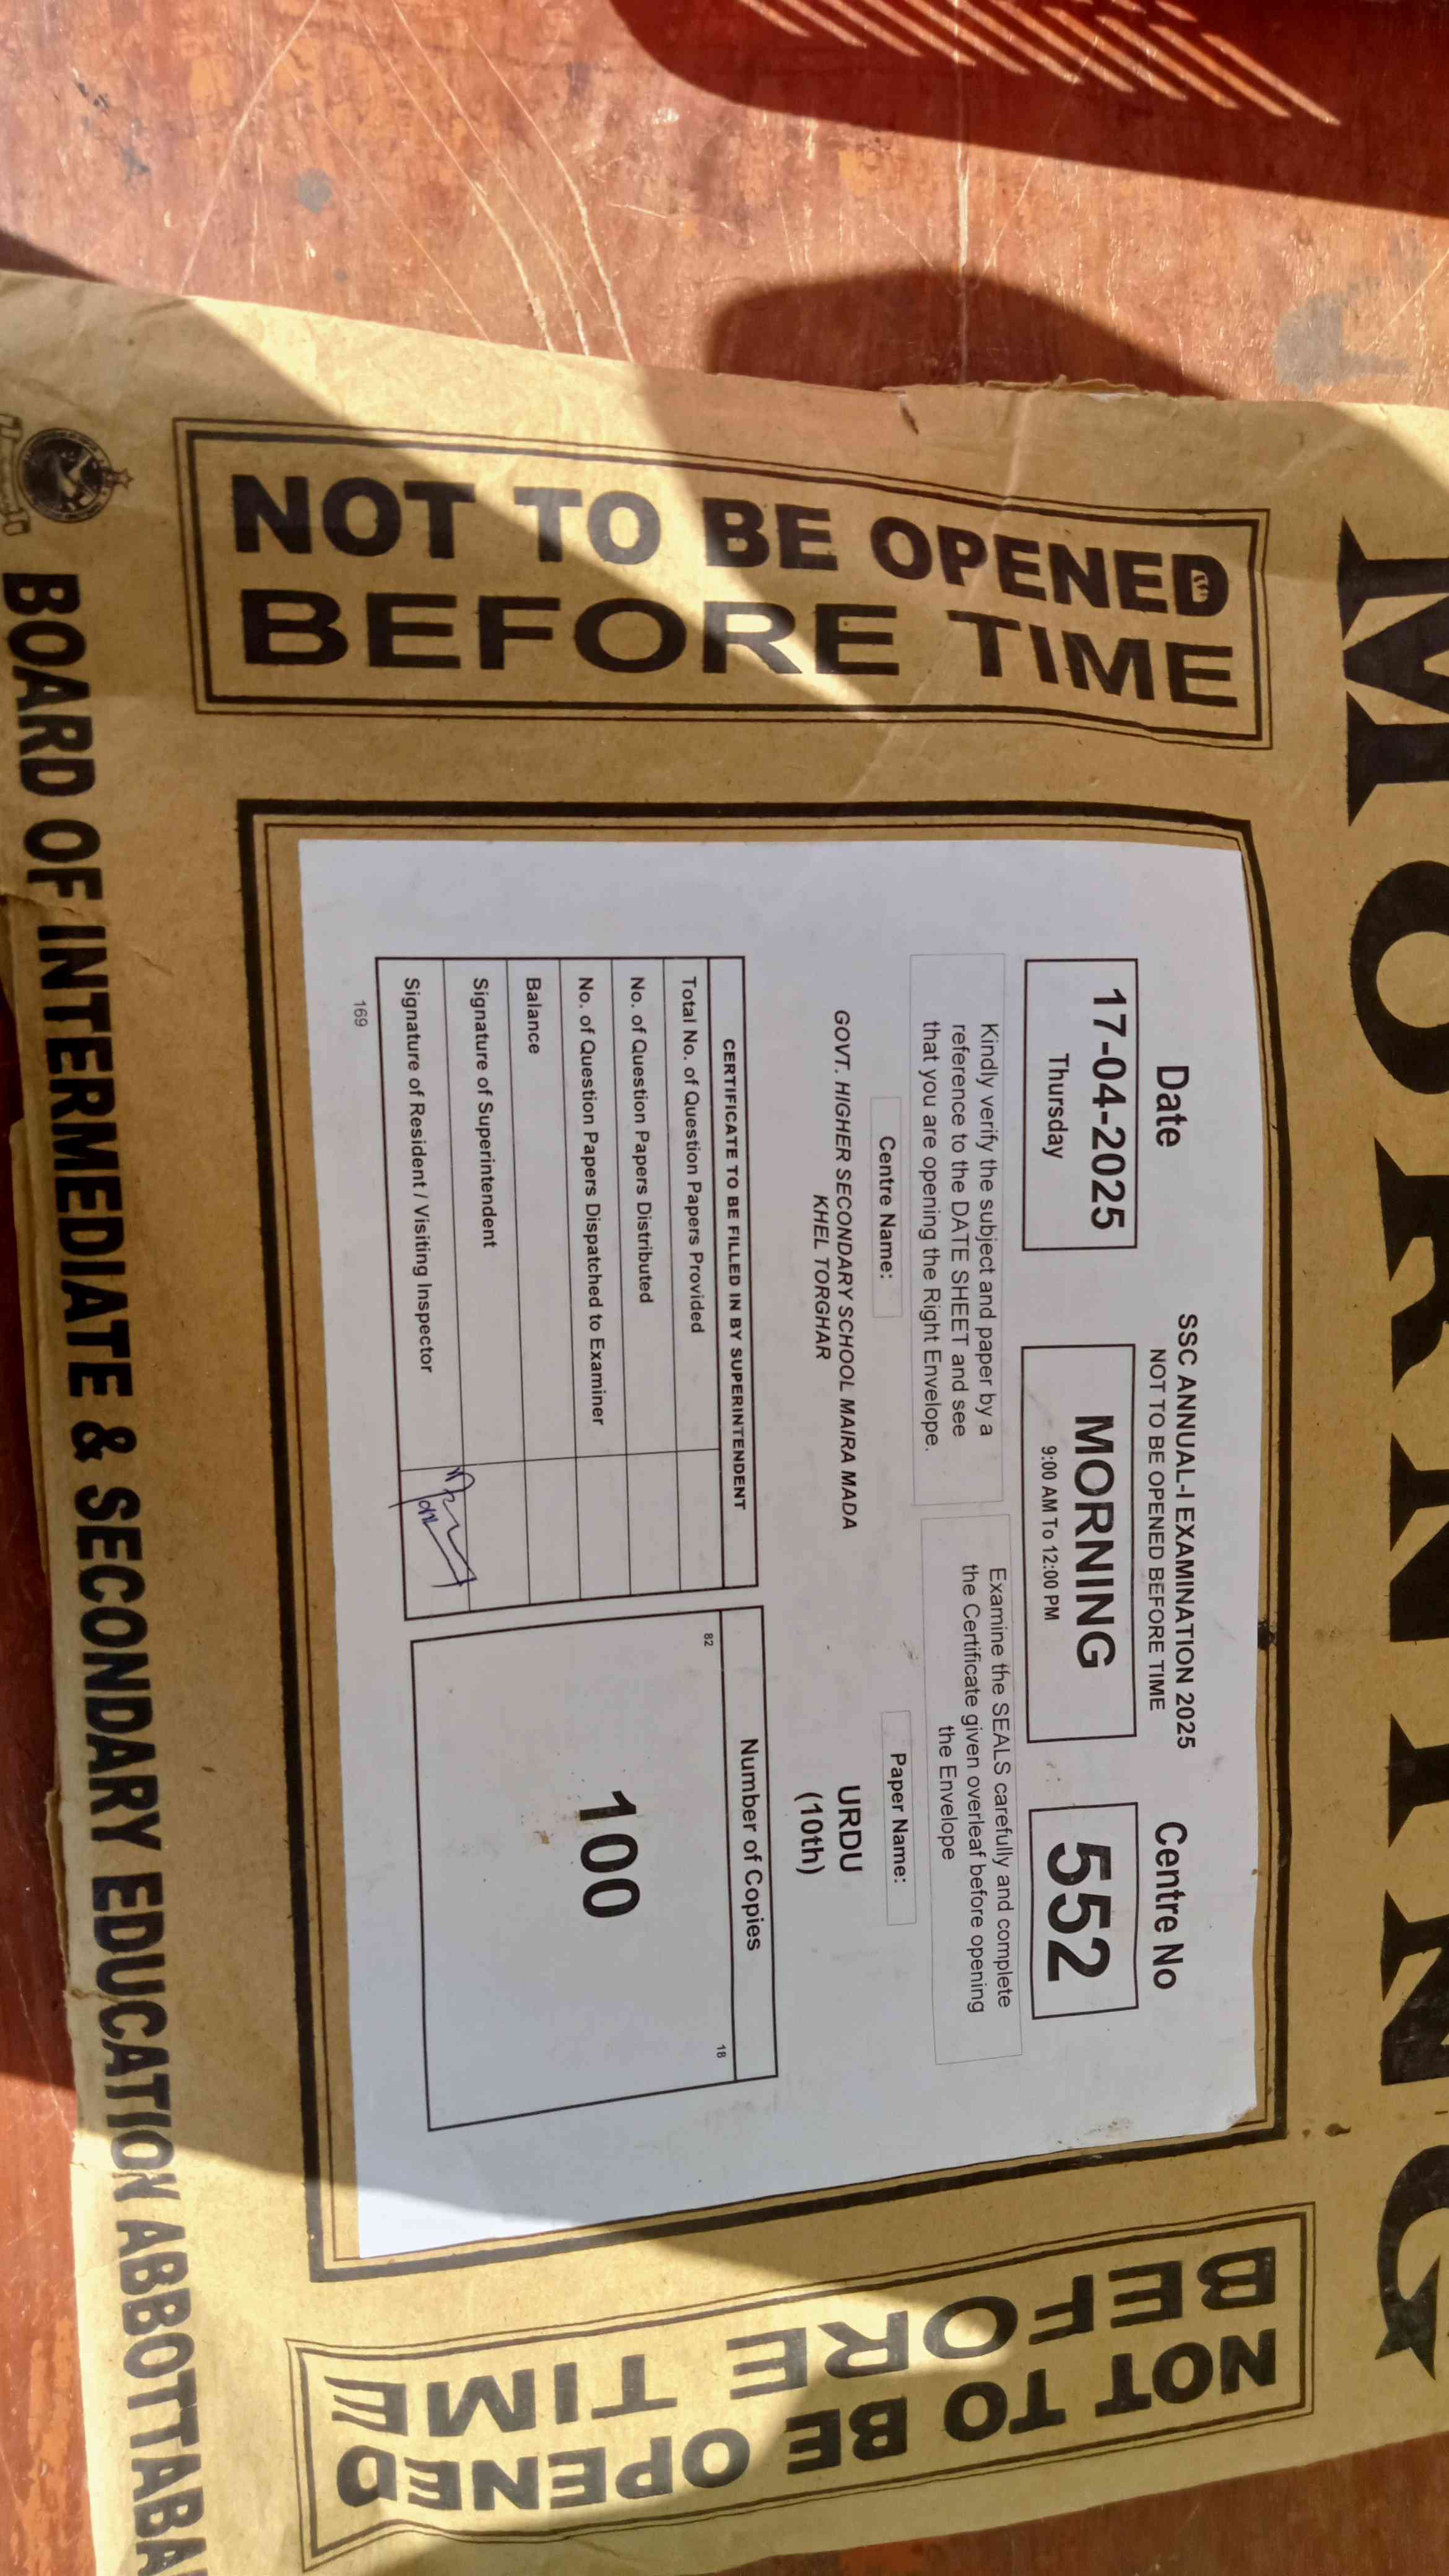 MORNING
NOT TO BE OPENED
BEFORE TIME
Date
17-04-2025
Thursday
SSC ANNUAL-I EXAMINATION 2025
NOT TO BE OPENED BEFORE TIME
MORNING
9:00 AM To 12:00 PM
Centre No
552
Kindly verify the subject and paper by a
reference to the DATE SHEET and see
that you are opening the Right Envelope.
Examine the SEALS carefully and complete
the Certificate given overleaf before opening
the Envelope
Centre Name:
GOVT. HIGHER SECONDARY SCHOOL MAIRA MADA
KHEL TORGHAR
Paper Name:
URDU
(10th)
CERTIFICATE TO BE FILLED IN BY SUPERINTENDENT
Total No. of Question Papers Provided
No. of Question Papers Distributed
No. of Question Papers Dispatched to Examiner
Balance
Signature of Superintendent
Signature of Resident / Visiting Inspector
169
Number of Copies
82
18
100
NOT TO BE OPENED
BEFORE TIME
BOARD OF INTERMEDIATE & SECONDARY EDUCATION ABBOTTABA